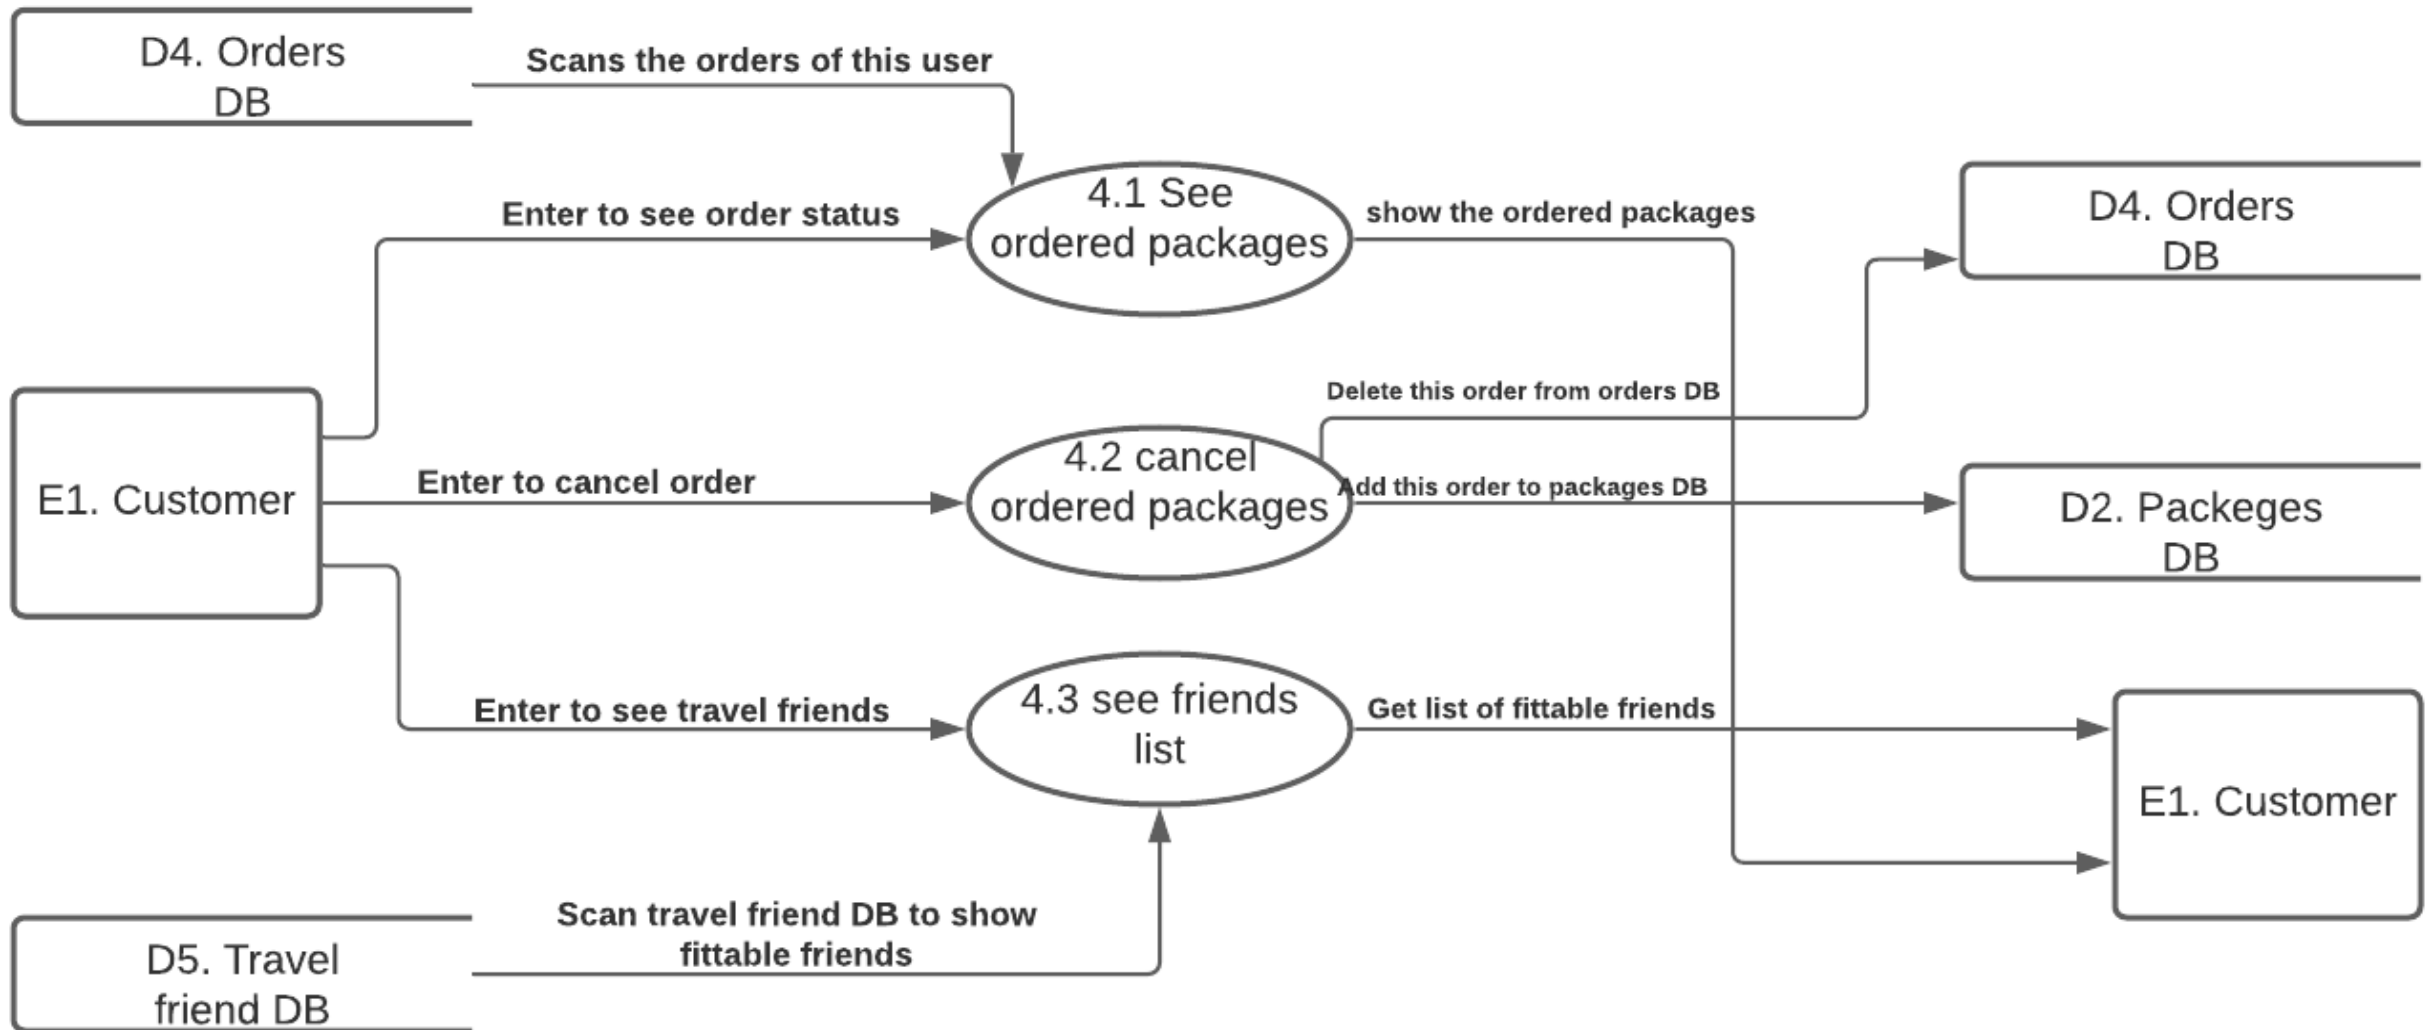 D4. Orders
DB
Scans the orders of this user
4.1 See
ordered packages
Enter to see order status
show the ordered packages
D4. Orders
DB
Delete this order from orders DB
E1. Customer
Enter to cancel order
4.2 cancel
ordered packages
Add this order to packages DB
D2. Packeges
DB
Enter to see travel friends
4.3 see friends
list
Get list of fittable friends
E1. Customer
Scan travel friend DB to show
fittable friends
D5. Travel
friend DB